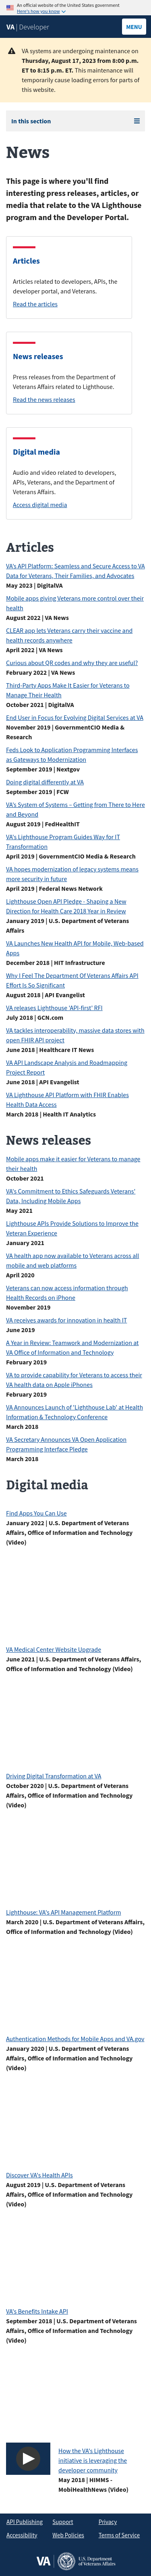 An official website of the United States government
Here's how you know
VA | Developer
MENU
VA systems are undergoing maintenance on
Thursday, August 17, 2023 from 8:00 p.m.
ET to 8:15 p.m. ET. This maintenance will
temporarily cause longer waiting for parts of
this website.
In this section
News
This page is where you'll find
interesting press releases, articles, or
media that relate to the VA Lighthouse
program and the Developer Portal.
Articles
Articles related to developers, APIs, the
developer portal, and Veterans.
Read the articles
News releases
Press releases from the Department of
Veterans Affairs related to Lighthouse.
Read the news releases
Digital media
Audio and video related to developers,
APIs, Veterans, and the Department of
Veterans Affairs.
Access digital media
Articles
VA's API Platform: Seamless and Secure Access to VA
Data for Veterans, Their Families, and Advocates
May 2023 | DigitalVA
Mobile apps giving Veterans more control over their
health
August 2022 | VA News
CLEAR app lets Veterans carry their vaccine and
health records anywhere
April 2022 | VA News
Curious about QR codes and why they are useful?
February 2022 | VA News
Third-Party Apps Make It Easier for Veterans to
Manage Their Health
October 2021 | DigitalVA
End User in Focus for Evolving Digital Services at VA
November 2019 | GovernmentCIO Media &
Research
Feds Look to Application Programming Interfaces
as Gateways to Modernization
September 2019 | Nextgov
Doing digital differently at VA
September 2019 | FCW
VA's System of Systems – Getting from There to Here
and Beyond
August 2019 | FedHealthIT
VA's Lighthouse Program Guides Way for IT
Transformation
April 2019 | GovernmentCIO Media & Research
VA hopes modernization of legacy systems means
more security in future
April 2019 | Federal News Network
Lighthouse Open API Pledge - Shaping a New
Direction for Health Care 2018 Year in Review
January 2019 | U.S. Department of Veterans
Affairs
VA Launches New Health API for Mobile, Web-based
Apps
December 2018 | HIT Infrastructure
Why I Feel The Department Of Veterans Affairs API
Effort Is So Significant
August 2018 | API Evangelist
VA releases Lighthouse 'API-first' RFI
July 2018 | GCN.com
VA tackles interoperability, massive data stores with
open FHIR API project
June 2018 | Healthcare IT News
VA API Landscape Analysis and Roadmapping
Project Report
June 2018 | API Evangelist
VA Lighthouse API Platform with FHIR Enables
Health Data Access
March 2018 | Health IT Analytics
News releases
Mobile apps make it easier for Veterans to manage
their health
October 2021
VA's Commitment to Ethics Safeguards Veterans'
Data, Including Mobile Apps
May 2021
Lighthouse APIs Provide Solutions to Improve the
Veteran Experience
January 2021
VA health app now available to Veterans across all
mobile and web platforms
April 2020
Veterans can now access information through
Health Records on iPhone
November 2019
VA receives awards for innovation in health IT
June 2019
A Year in Review: Teamwork and Modernization at
VA Office of Information and Technology
February 2019
VA to provide capability for Veterans to access their
VA health data on Apple iPhones
February 2019
VA Announces Launch of 'Lighthouse Lab' at Health
Information & Technology Conference
March 2018
VA Secretary Announces VA Open Application
Programming Interface Pledge
March 2018
Digital media
Find Apps You Can Use
January 2022 | U.S. Department of Veterans
Affairs, Office of Information and Technology
(Video)
VA Medical Center Website Upgrade
June 2021 | U.S. Department of Veterans Affairs,
Office of Information and Technology (Video)
Driving Digital Transformation at VA
October 2020 | U.S. Department of Veterans
Affairs, Office of Information and Technology
(Video)
Lighthouse: VA's API Management Platform
March 2020 | U.S. Department of Veterans Affairs,
Office of Information and Technology (Video)
Authentication Methods for Mobile Apps and VA.gov
January 2020 | U.S. Department of Veterans
Affairs, Office of Information and Technology
(Video)
Discover VA's Health APIs
August 2019 | U.S. Department of Veterans
Affairs, Office of Information and Technology
(Video)
VA's Benefits Intake API
September 2018 | U.S. Department of Veterans
Affairs, Office of Information and Technology
(Video)
How the VA's Lighthouse
initiative is leveraging the
developer community
May 2018 | HIMMS -
MobiHealthNews (Video)
API Publishing Support Privacy
Accessibility Web Policies Terms of Service
VA | U.S. Department
of Veterans Affairs